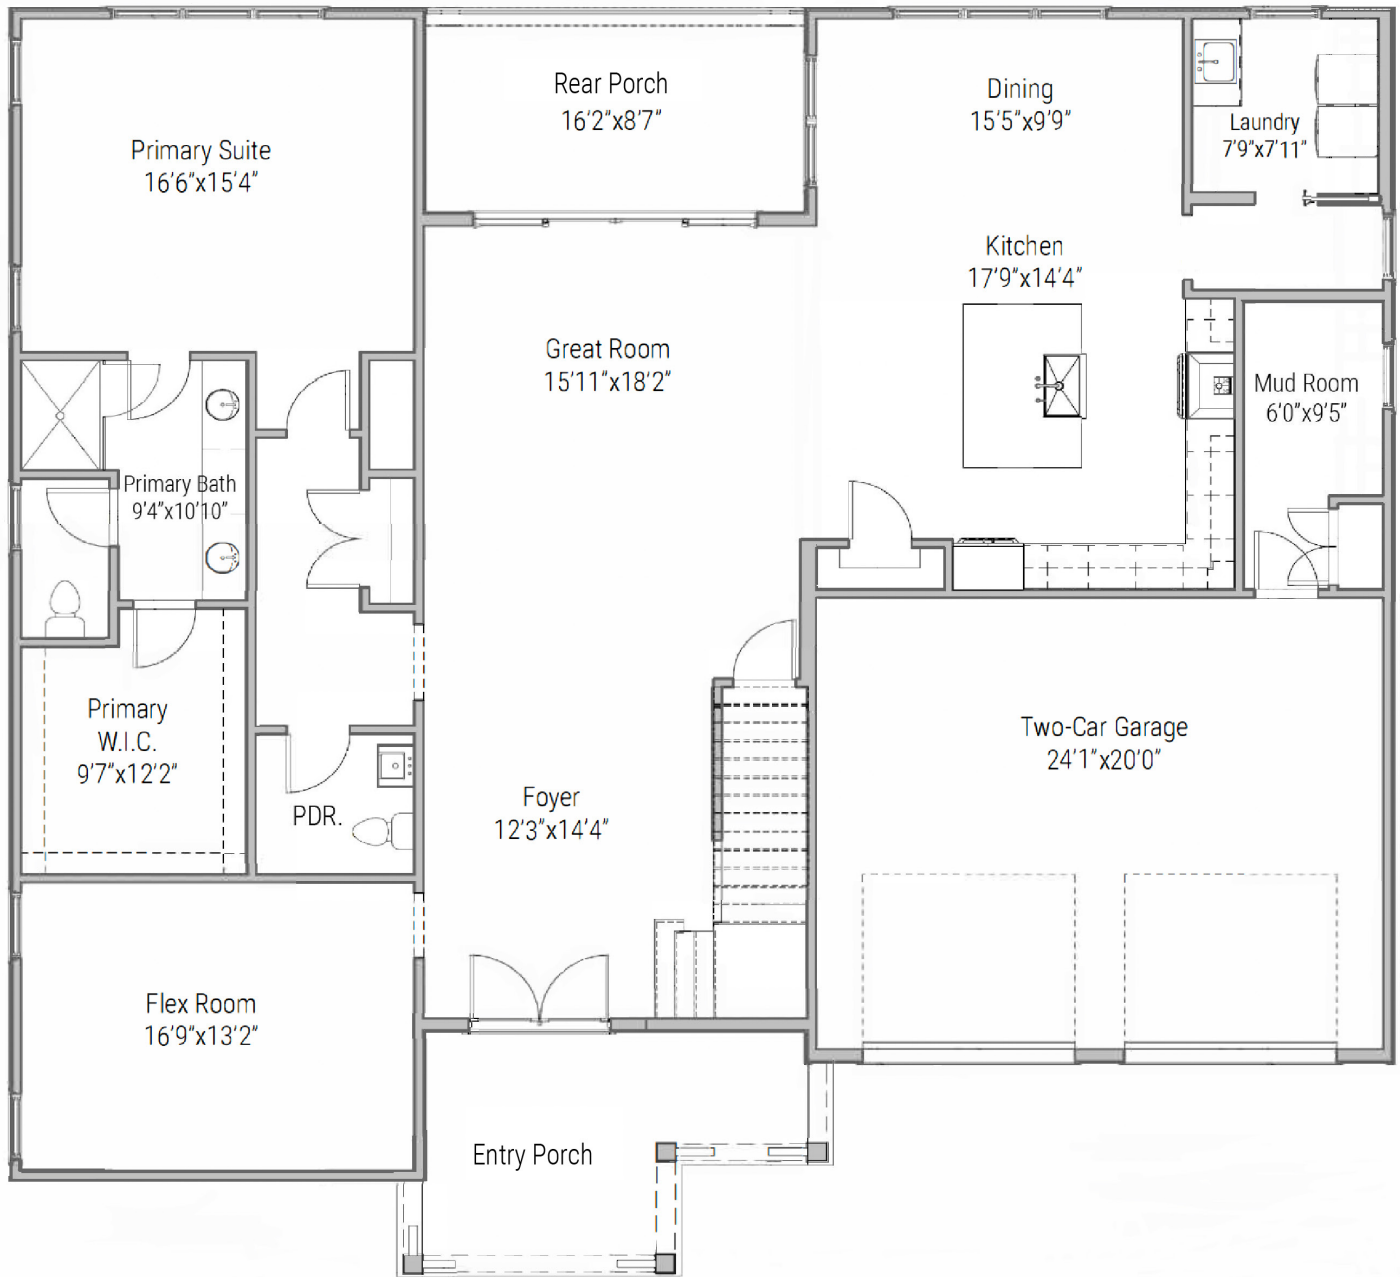 Rear Porch
16'2"x8'7"
Dining
15'5"x9'9"
Laundry
7'9"x7'11"
Primary Suite
16'6"x15'4"
Kitchen
17'9"x14'4"
Great Room
15'11"x18'2"
Mud Room
6'0"x9'5"
Primary Bath
9'4"x10'10"
Primary
W.I.C.
9'7"x12'2"
Two-Car Garage
24'1"x20'0"
PDR.
Foyer
12'3"x14'4"
Flex Room
16'9"x13'2"
Entry Porch